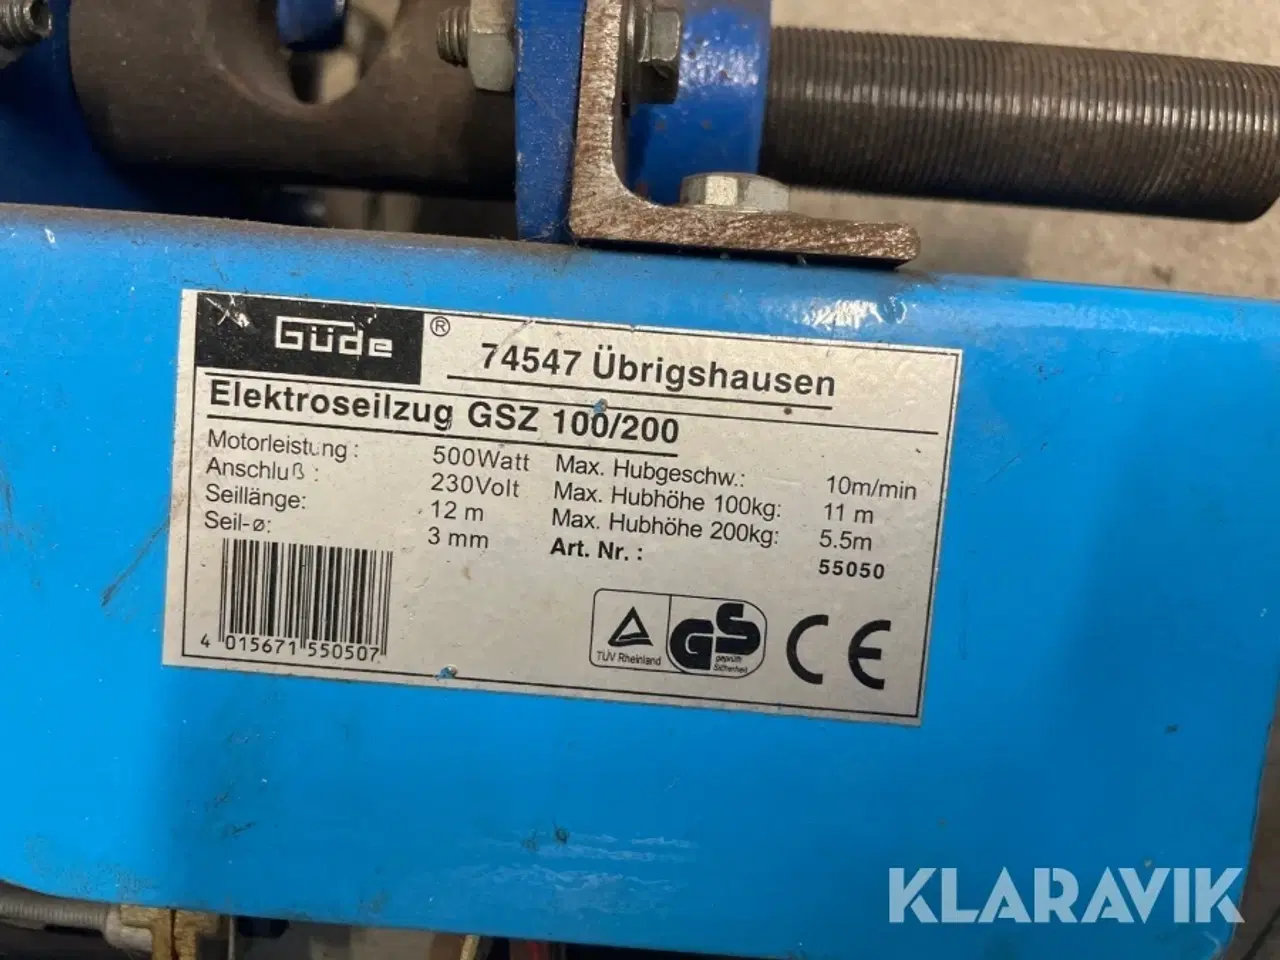 Güde ® 74547 Übrigshausen
Elektroseilzug GSZ 100/200
Motorleistung : 500Watt
Anschluß : 230Volt
Seillänge: 12 m
Seil-ø: 3 mm
Max. Hubgeschw.: 10m/min
Max. Hubhöhe 100kg: 11 m
Max. Hubhöhe 200kg: 5.5m
Art. Nr. : 55050
4 015671 550507
TÜV Rheinland
GS
geprüfte
Sicherheit
CE
KLARAVIK